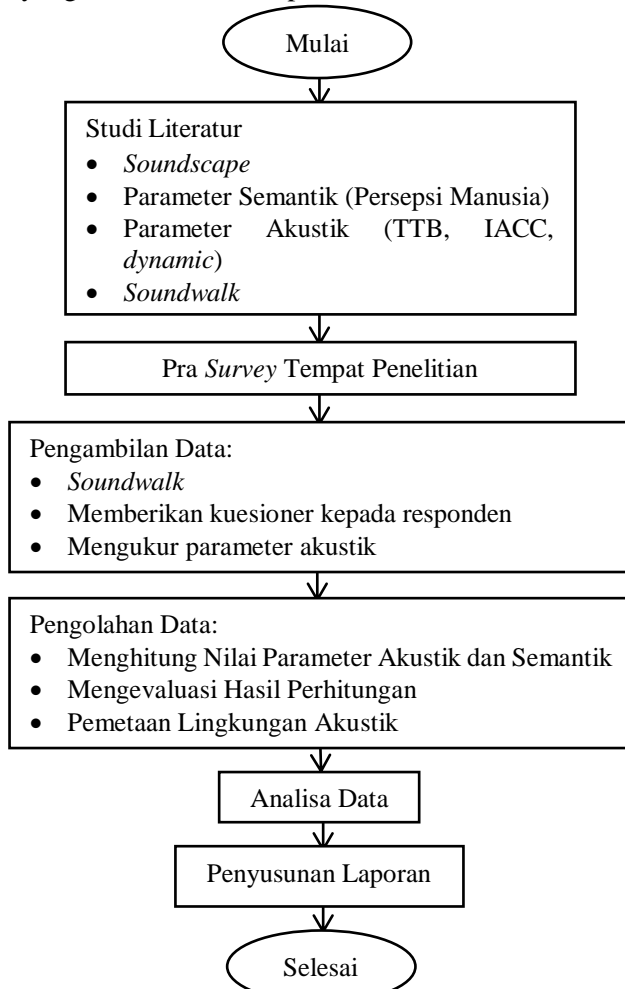 Mulai
Studi Literatur
• Soundscape
• Parameter Semantik (Persepsi Manusia)
• Parameter Akustik (TTB, IACC,
dynamic)
• Soundwalk
Pra Survey Tempat Penelitian
Pengambilan Data:
• Soundwalk
• Memberikan kuesioner kepada responden
• Mengukur parameter akustik
Pengolahan Data:
• Menghitung Nilai Parameter Akustik dan Semantik
• Mengevaluasi Hasil Perhitungan
• Pemetaan Lingkungan Akustik
Analisa Data
Penyusunan Laporan
Selesai